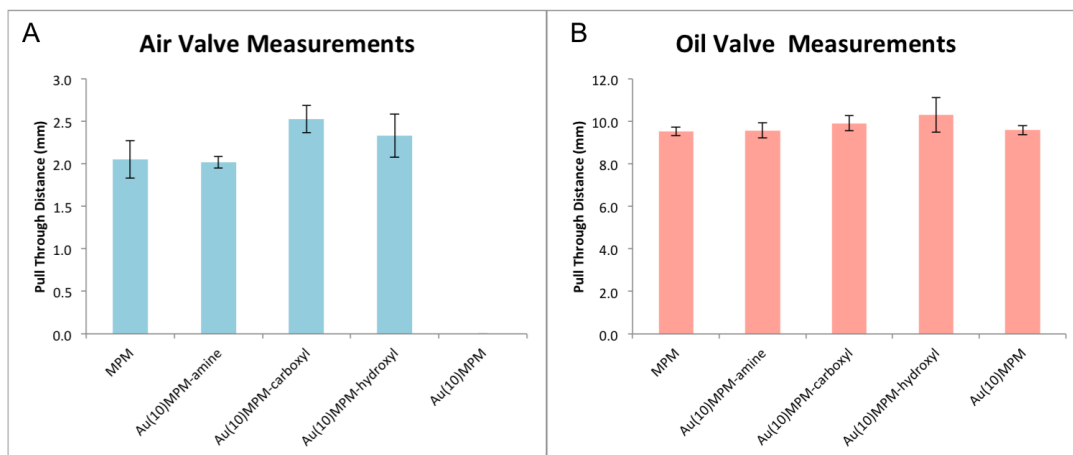 A
Air Valve Measurements
Pull Through Distance (mm)
3.0
2.5
2.0
1.5
1.0
0.5
0.0
MPM
Au(10)MPM-amine
Au(10)MPM-carboxyl
Au(10)MPM-hydroxyl
Au(10)MPM
B
Oil Valve Measurements
Pull Through Distance (mm)
12.0
10.0
8.0
6.0
4.0
2.0
0.0
MPM
Au(10)MPM-amine
Au(10)MPM-carboxyl
Au(10)MPM-hydroxyl
Au(10)MPM